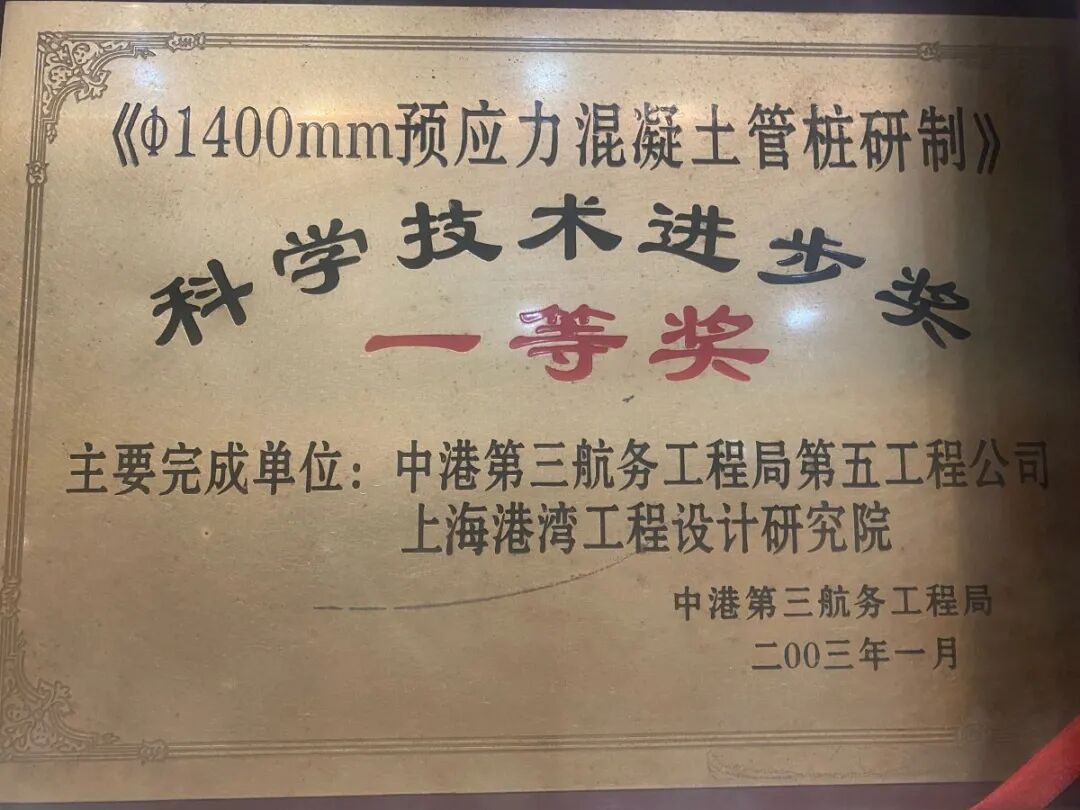 《Φ1400mm预应力混凝土管桩研制》
科学技术进步奖
一等奖
主要完成单位：中港第三航务工程局第五工程公司
上海港湾工程设计研究院
中港第三航务工程局
二00三年一月